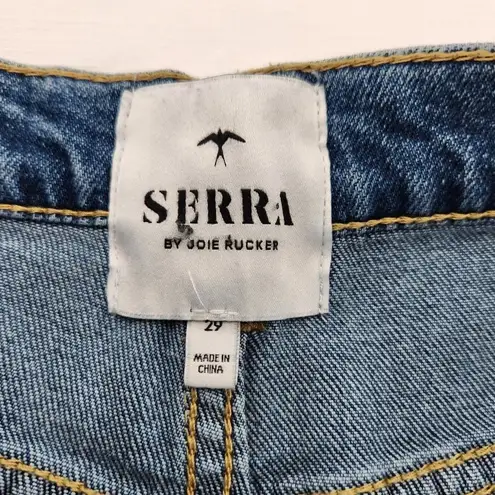 SERRA
BY JOIE RUCKER
29
MADE IN
CHINA